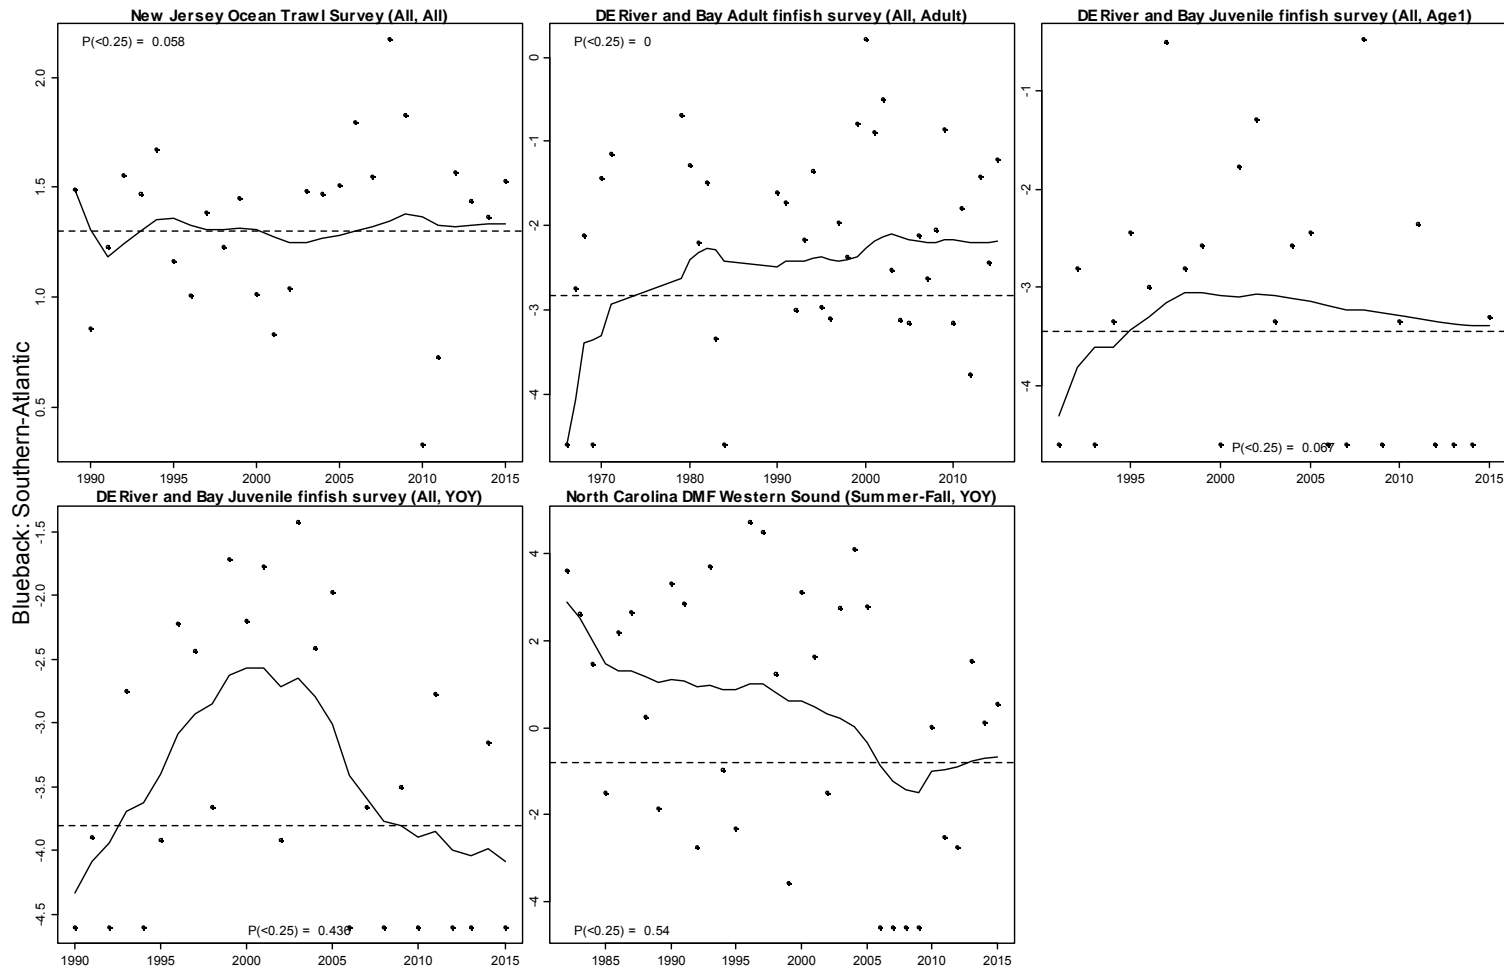 New Jersey Ocean Trawl Survey (All, All)
P(<0.25) = 0.058
2.0
1.5
1.0
0.5
1990 1995 2000 2005 2010 2015
DE River and Bay Adult finfish survey (All, Adult)
P(<0.25) = 0
0
-1
-2
-3
-4
1970 1980 1990 2000 2010
DE River and Bay Juvenile finfish survey (All, Age1)
-1
-2
-3
-4
P(<0.25) = 0.067
1995 2000 2005 2010 2015
Blueback: Southern-Atlantic
DE River and Bay Juvenile finfish survey (All, YOY)
-1.5
-2.0
-2.5
-3.0
-3.5
-4.0
-4.5
P(<0.25) = 0.436
1990 1995 2000 2005 2010 2015
North Carolina DMF Western Sound (Summer-Fall, YOY)
4
2
0
-2
-4
P(<0.25) = 0.54
1985 1990 1995 2000 2005 2010 2015